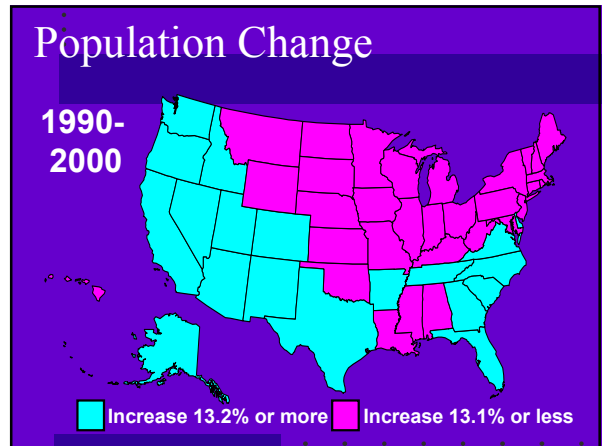 Population Change
1990-
2000
Increase 13.2% or more
Increase 13.1% or less